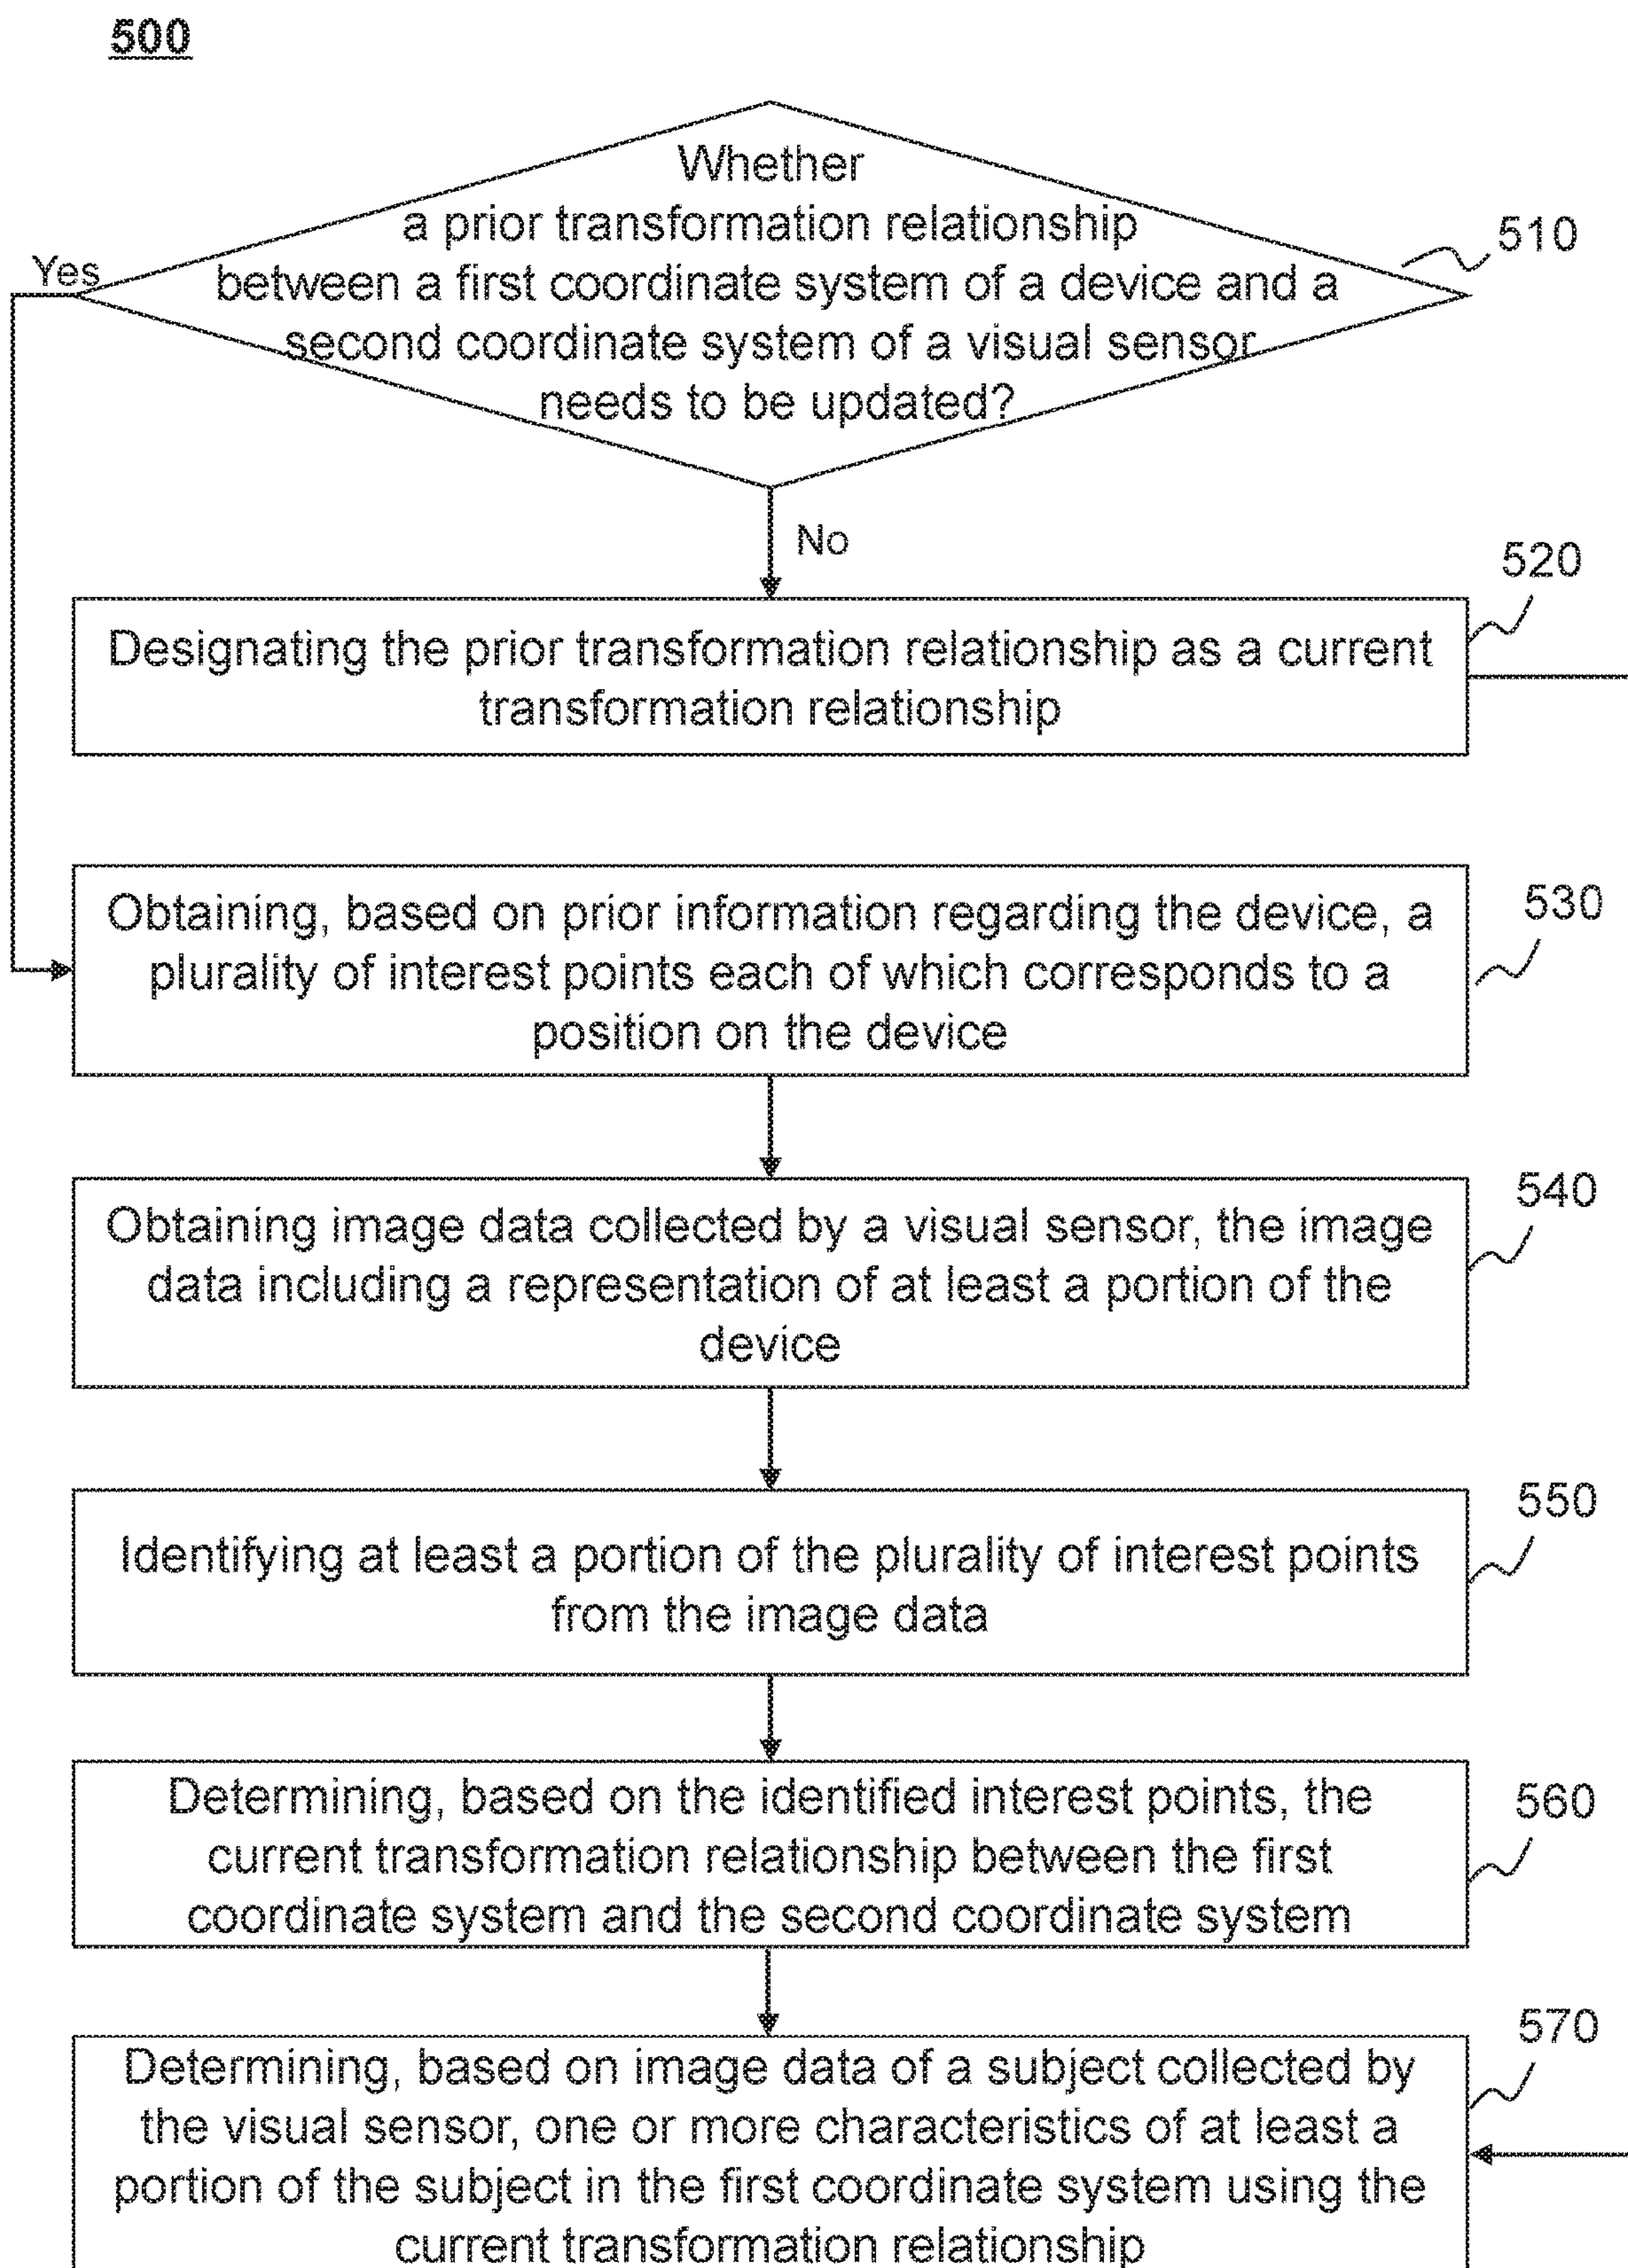 500
Whether
a prior transformation relationship
between a first coordinate system of a device and a
second coordinate system of a visual sensor
needs to be updated?
510
Yes
No
520
Designating the prior transformation relationship as a current
transformation relationship
530
Obtaining, based on prior information regarding the device, a
plurality of interest points each of which corresponds to a
position on the device
540
Obtaining image data collected by a visual sensor, the image
data including a representation of at least a portion of the
device
550
Identifying at least a portion of the plurality of interest points
from the image data
560
Determining, based on the identified interest points, the
current transformation relationship between the first
coordinate system and the second coordinate system
570
Determining, based on image data of a subject collected by
the visual sensor, one or more characteristics of at least a
portion of the subject in the first coordinate system using the
current transformation relationship